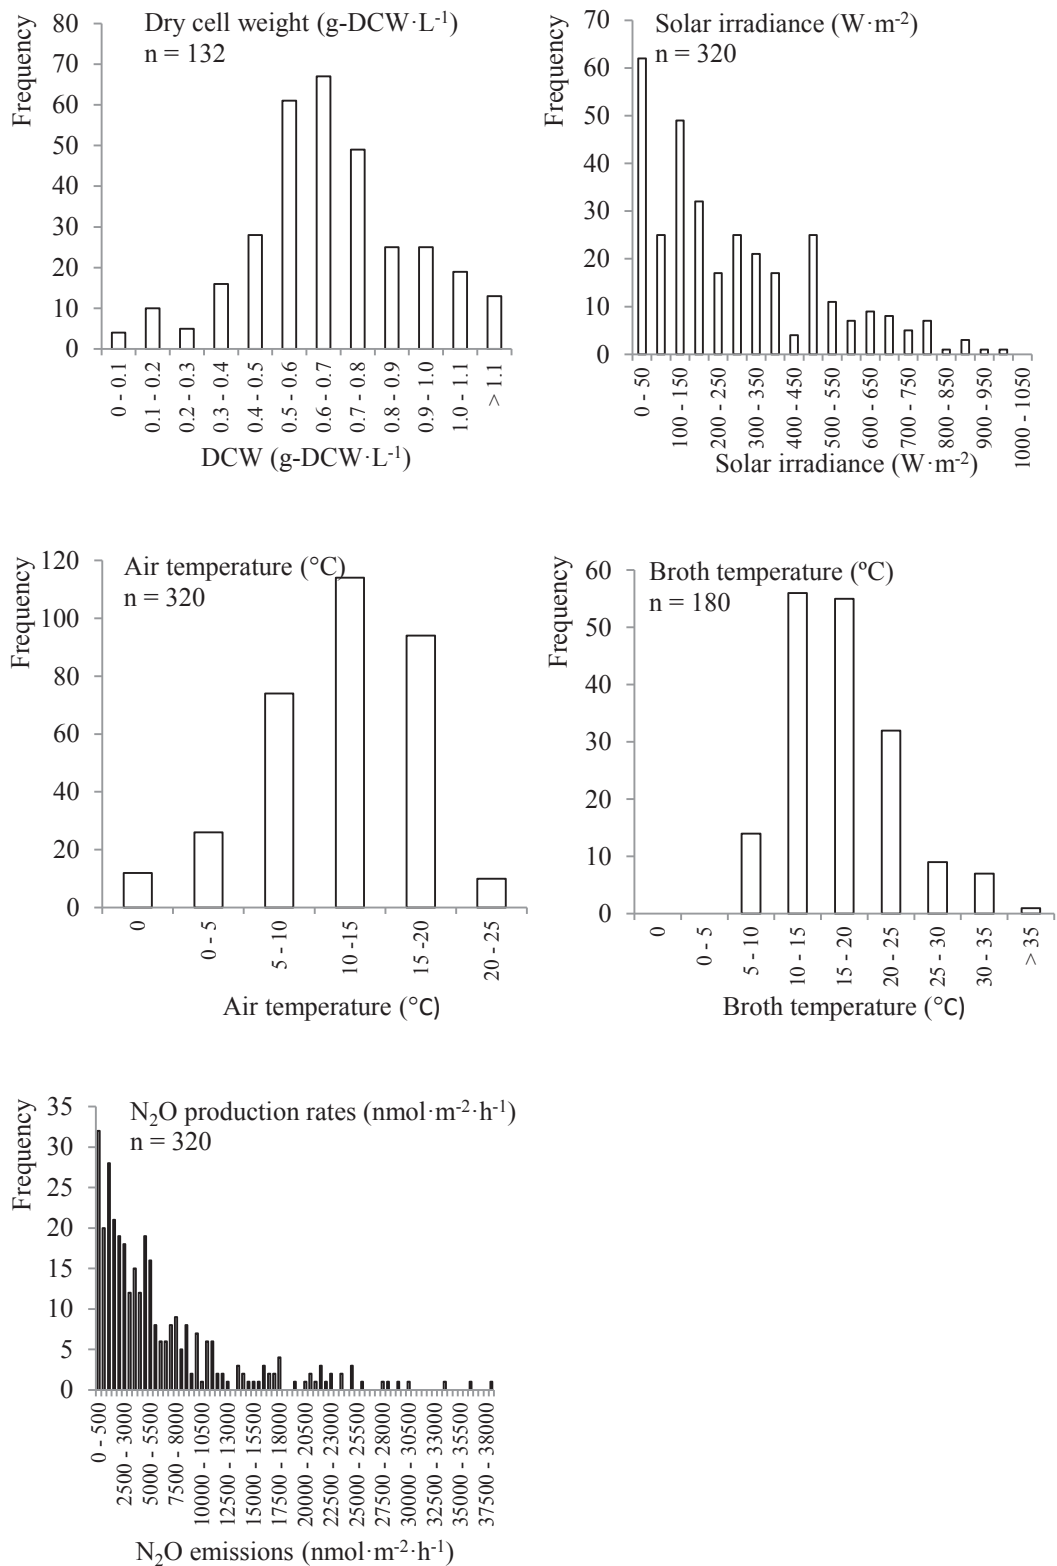 Dry cell weight (g-DCW·L⁻¹)
n = 132
Frequency
80
70
60
50
40
30
20
10
0
0 - 0.1
0.1 - 0.2
0.2 - 0.3
0.3 - 0.4
0.4 - 0.5
0.5 - 0.6
0.6 - 0.7
0.7 - 0.8
0.8 - 0.9
0.9 - 1.0
1.0 - 1.1
> 1.1
DCW (g-DCW·L⁻¹)
Solar irradiance (W·m⁻²)
n = 320
Frequency
70
60
50
40
30
20
10
0
0 - 50
100 - 150
200 - 250
300 - 350
400 - 450
500 - 550
600 - 650
700 - 750
800 - 850
900 - 950
1000 - 1050
Solar irradiance (W·m⁻²)
Air temperature (°C)
n = 320
Frequency
120
100
80
60
40
20
0
0
0 - 5
5 - 10
10 - 15
15 -20
20 - 25
Air temperature (°C)
Broth temperature (ºC)
n = 180
Frequency
60
50
40
30
20
10
0
0
0 - 5
5 - 10
10 - 15
15 - 20
20 - 25
25 - 30
30 - 35
> 35
Broth temperature (°C)
N₂O production rates (nmol·m⁻²·h⁻¹)
n = 320
Frequency
35
30
25
20
15
10
5
0
0 - 500
2500 - 3000
5000 - 5500
7500 - 8000
10000 - 10500
12500 - 13000
15000 - 15500
17500 - 18000
20000 - 20500
22500 - 23000
25000 - 25500
27500 - 28000
30000 - 30500
32500 - 33000
35000 - 35500
37500 - 38000
N₂O emissions (nmol·m⁻²·h⁻¹)